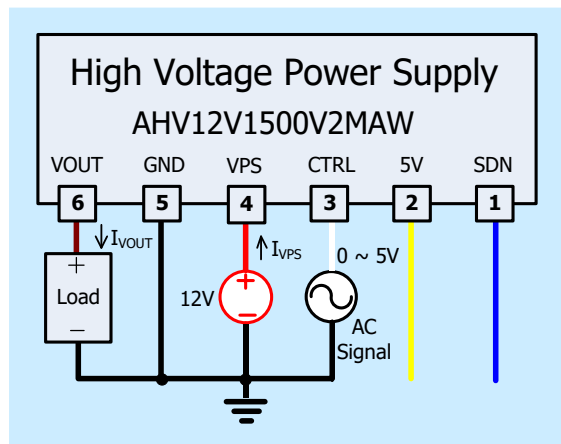 High Voltage Power Supply
AHV12V1500V2MAW
VOUT GND VPS CTRL 5V SDN
6 5 4 3 2 1
↓IVOUT ↑IVPS 0 ~ 5V
+ +
Load 12V
− −
AC
Signal